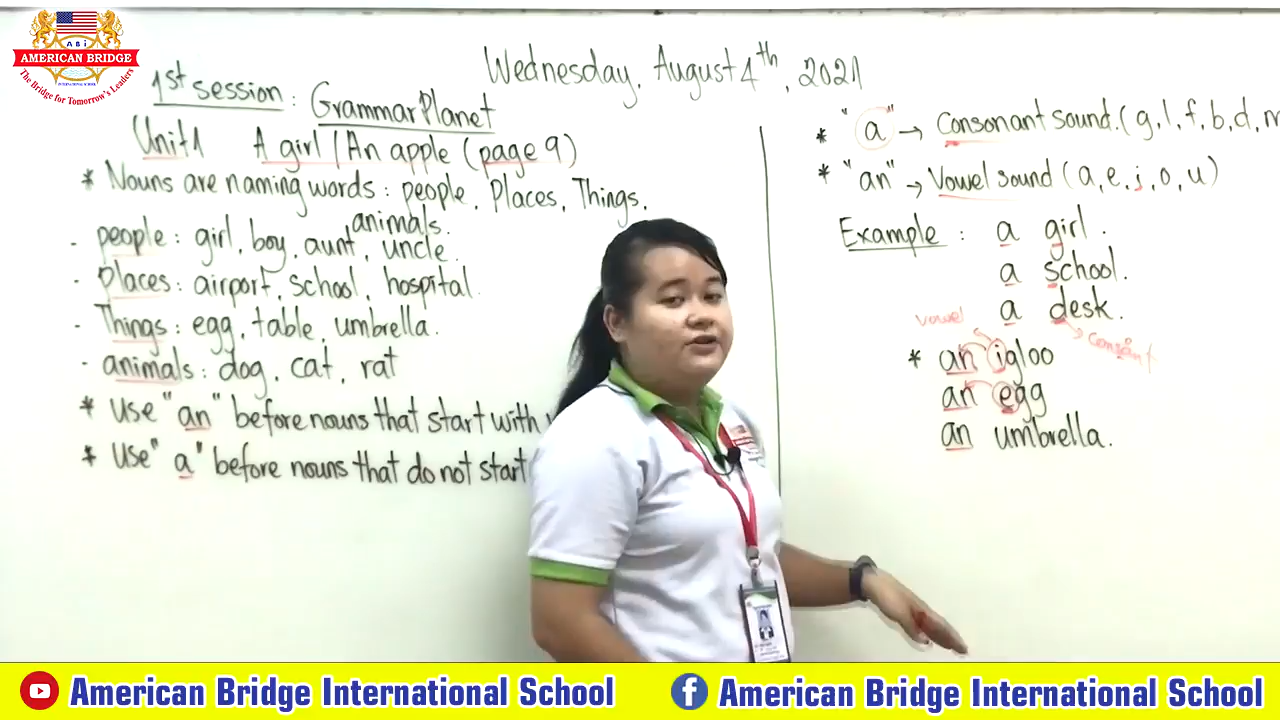 A B i
AMERICAN BRIDGE
INTERNATIONAL SCHOOL
The Bridge for Tomorrow's Leaders
Wednesday, August 4th, 2021
1st session : Grammar Planet
Unit 1 A girl / An apple (page 9)
* Nouns are naming words : people, Places, Things,
animals.
- people : girl, boy, aunt, uncle.
- Places : airport, school, hospital.
- Things : egg, table, umbrella.
- animals : dog, cat, rat
* Use "an" before nouns that start with
* Use "a" before nouns that do not start
* "a" → Consonant sound. (g, l, f, b, d, m
* "an" → Vowel sound (a, e, i, o, u)
Example : a girl.
a school.
a desk.
vowel
consant
* an igloo
an egg
an umbrella.
American Bridge International School
American Bridge International School